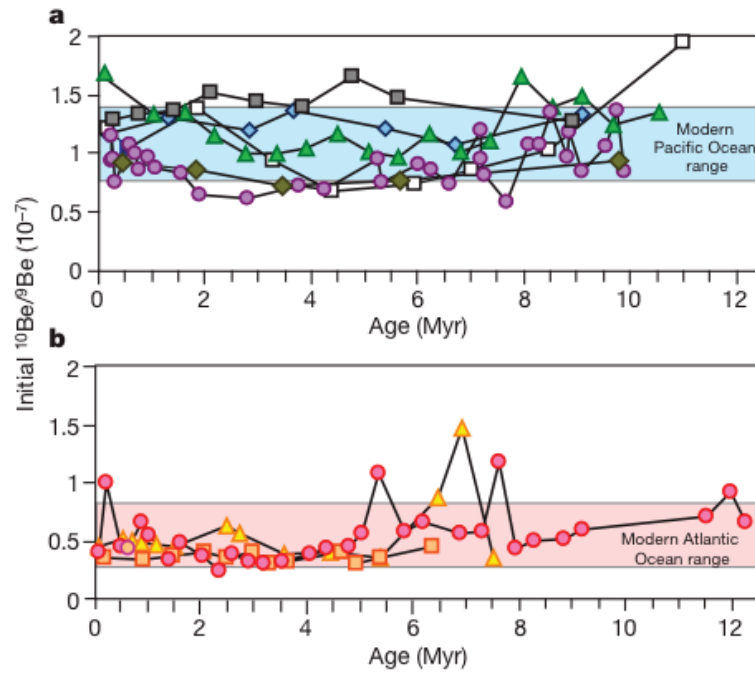 a
2
1.5
1
0.5
0
Modern
Pacific Ocean
range
0 2 4 6 8 10 12
Age (Myr)
Initial ¹⁰Be/⁹Be (10⁻⁷)
b
2
1.5
1
0.5
0
Modern Atlantic
Ocean range
0 2 4 6 8 10 12
Age (Myr)